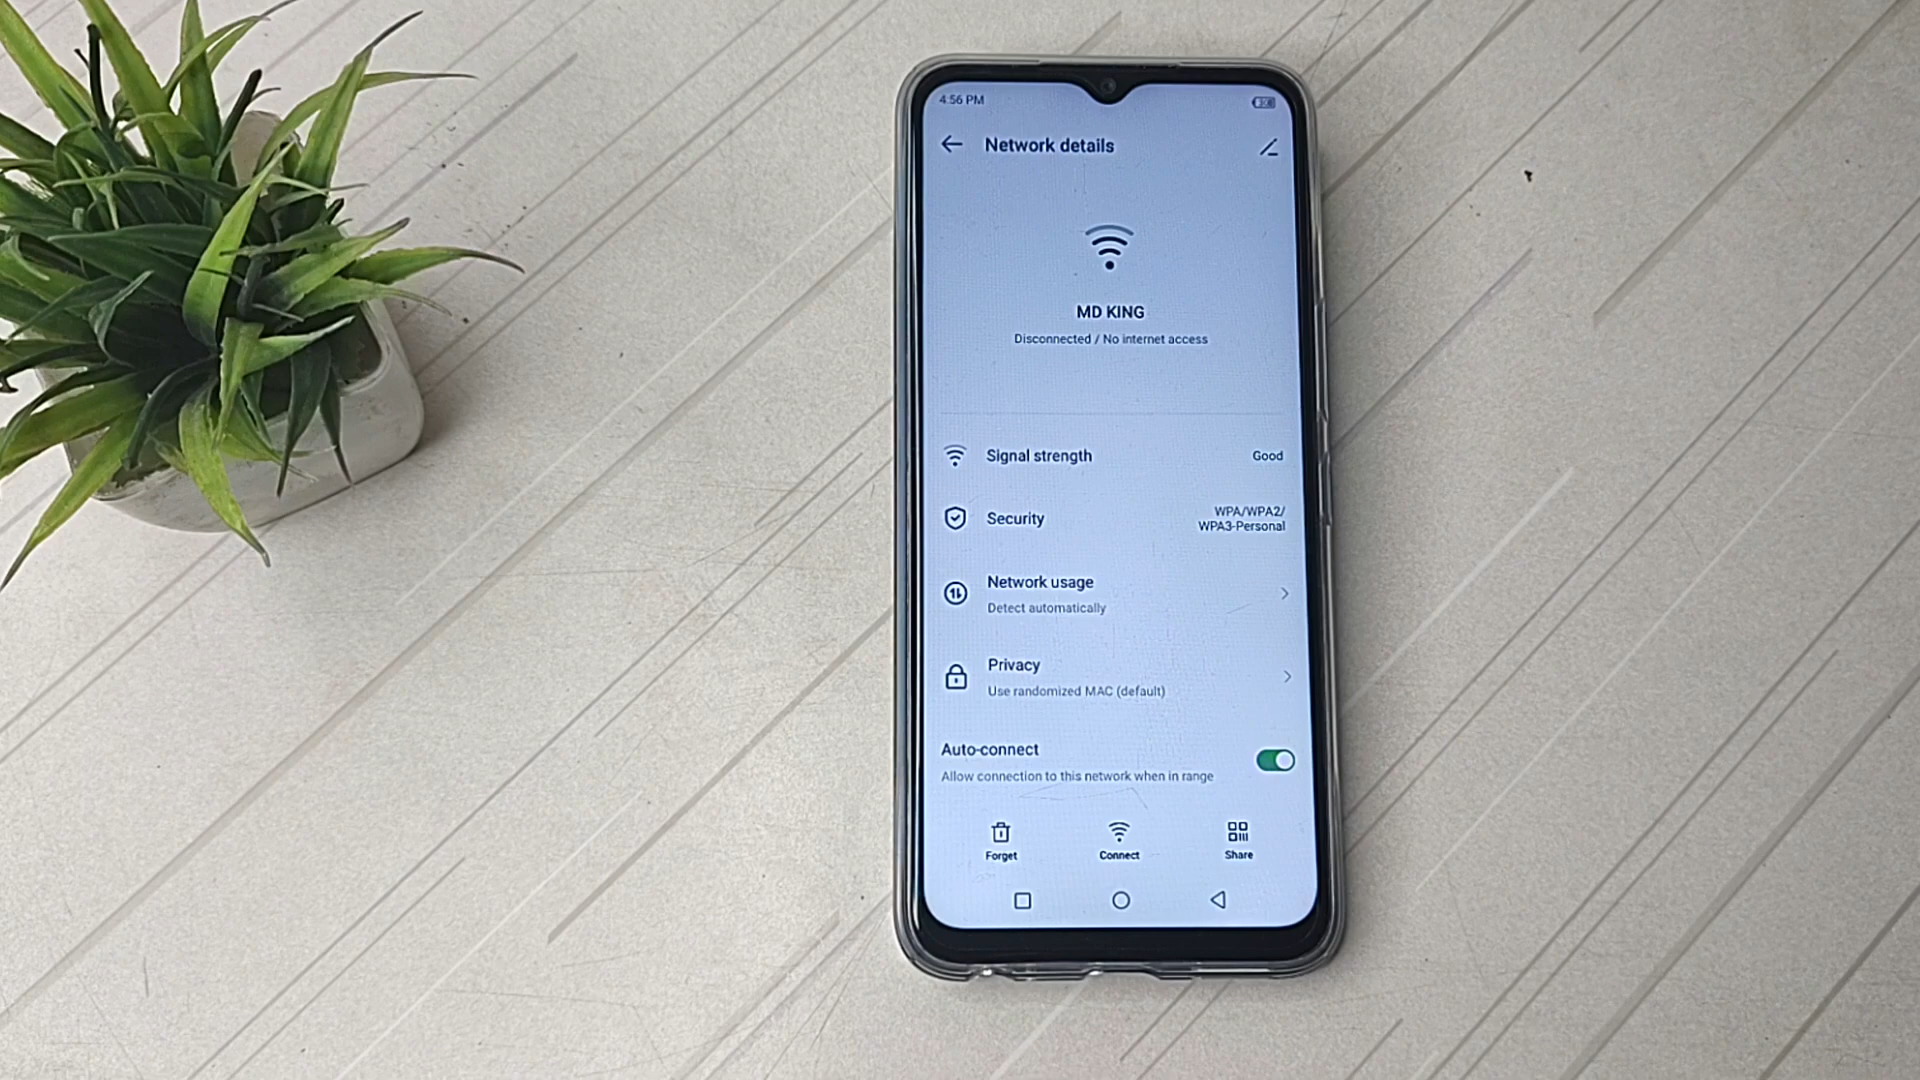 4:56 PM
Network details
MD KING
Disconnected / No internet access
Signal strength
Good
Security
WPA/WPA2/
WPA3-Personal
Network usage
Detect automatically
Privacy
Use randomized MAC (default)
Auto-connect
Allow connection to this network when in range
Forget
Connect
Share